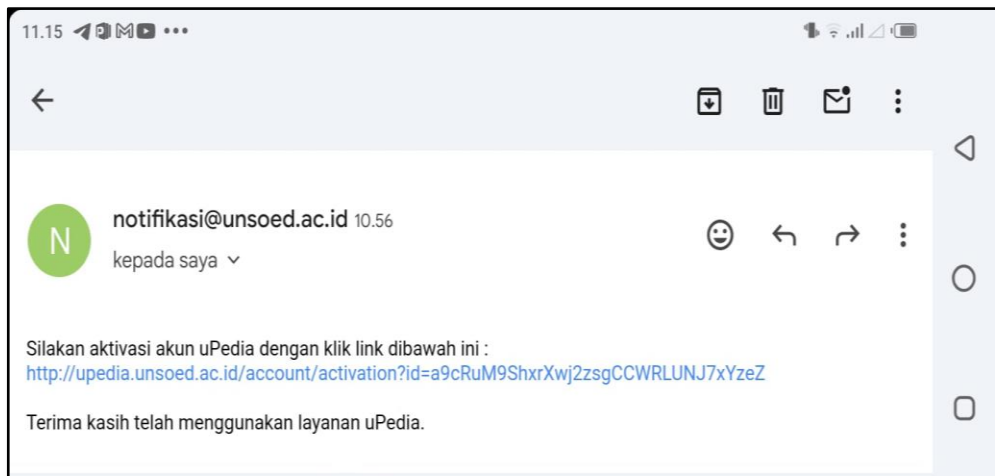 11.15
N
notifikasi@unsoed.ac.id 10.56
kepada saya
Silakan aktivasi akun uPedia dengan klik link dibawah ini :
http://upedia.unsoed.ac.id/account/activation?id=a9cRuM9ShxrXwj2zsgCCWRLUNJ7xYzeZ
Terima kasih telah menggunakan layanan uPedia.